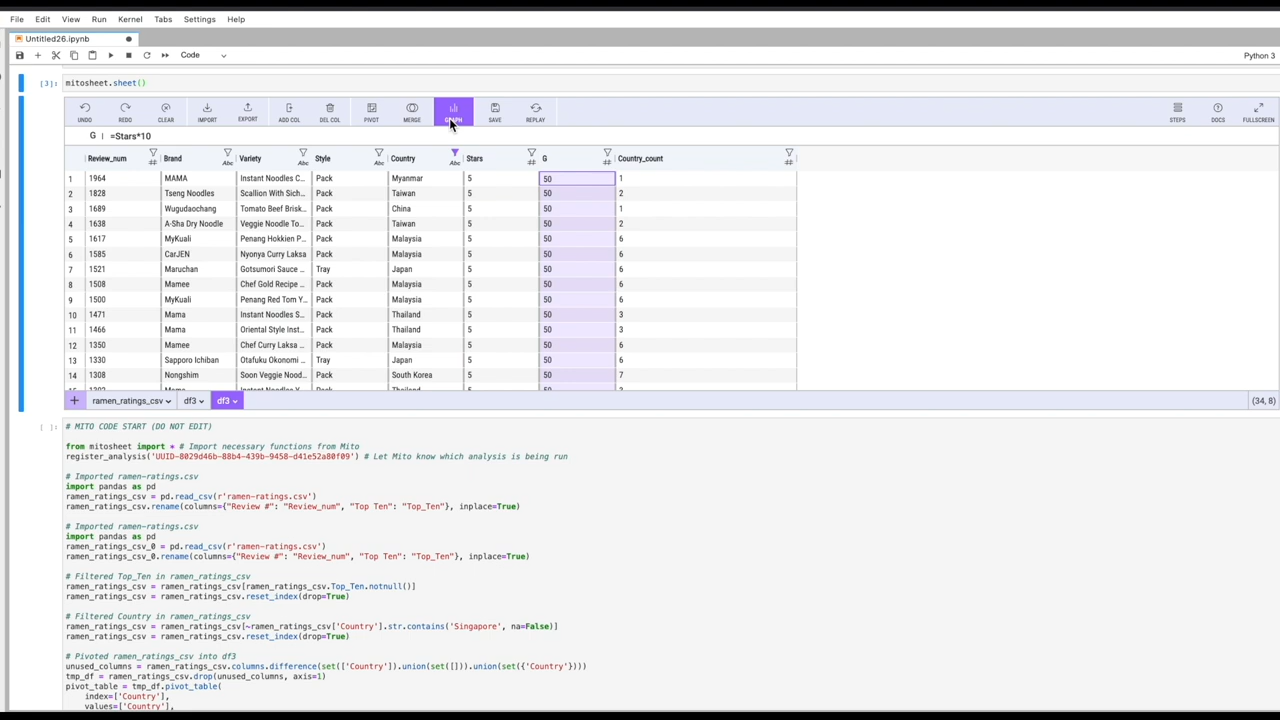 File Edit View Run Kernel Tabs Settings Help
Untitled26.ipynb
Code Python 3
[3]: mitosheet.sheet()
UNDO REDO CLEAR IMPORT EXPORT ADD COL DEL COL PIVOT MERGE GRAPH SAVE REPLAY STEPS DOCS FULLSCREEN
G | =Stars*10
Review_num # Brand Abc Variety Abc Style Abc Country Abc Stars # G # Country_count #
1 1964 MAMA Instant Noodles C... Pack Myanmar 5 50 1
2 1828 Tseng Noodles Scallion With Sich... Pack Taiwan 5 50 2
3 1689 Wugudaochang Tomato Beef Brisk... Pack China 5 50 1
4 1638 A-Sha Dry Noodle Veggie Noodle To... Pack Taiwan 5 50 2
5 1617 MyKuali Penang Hokkien P... Pack Malaysia 5 50 6
6 1585 CarJEN Nyonya Curry Laksa Pack Malaysia 5 50 6
7 1521 Maruchan Gotsumori Sauce ... Tray Japan 5 50 6
8 1508 Mamee Chef Gold Recipe ... Pack Malaysia 5 50 6
9 1500 MyKuali Penang Red Tom Y... Pack Malaysia 5 50 6
10 1471 Mama Instant Noodles S... Pack Thailand 5 50 3
11 1466 Mama Oriental Style Inst... Pack Thailand 5 50 3
12 1350 Mamee Chef Curry Laksa ... Pack Malaysia 5 50 6
13 1330 Sapporo Ichiban Otafuku Okonomi ... Tray Japan 5 50 6
14 1308 Nongshim Soon Veggie Nood... Pack South Korea 5 50 7
+ ramen_ratings_csv df3 df3 (34, 8)
[ ]: # MITO CODE START (DO NOT EDIT)
from mitosheet import * # Import necessary functions from Mito
register_analysis('UUID-8029d46b-88b4-439b-9458-d41e52a80f09') # Let Mito know which analysis is being run
# Imported ramen-ratings.csv
import pandas as pd
ramen_ratings_csv = pd.read_csv(r'ramen-ratings.csv')
ramen_ratings_csv.rename(columns={"Review #": "Review_num", "Top Ten": "Top_Ten"}, inplace=True)
# Imported ramen-ratings.csv
import pandas as pd
ramen_ratings_csv_0 = pd.read_csv(r'ramen-ratings.csv')
ramen_ratings_csv_0.rename(columns={"Review #": "Review_num", "Top Ten": "Top_Ten"}, inplace=True)
# Filtered Top_Ten in ramen_ratings_csv
ramen_ratings_csv = ramen_ratings_csv[ramen_ratings_csv.Top_Ten.notnull()]
ramen_ratings_csv = ramen_ratings_csv.reset_index(drop=True)
# Filtered Country in ramen_ratings_csv
ramen_ratings_csv = ramen_ratings_csv[~ramen_ratings_csv['Country'].str.contains('Singapore', na=False)]
ramen_ratings_csv = ramen_ratings_csv.reset_index(drop=True)
# Pivoted ramen_ratings_csv into df3
unused_columns = ramen_ratings_csv.columns.difference(set(['Country']).union(set([])).union(set({'Country'})))
tmp_df = ramen_ratings_csv.drop(unused_columns, axis=1)
pivot_table = tmp_df.pivot_table(
index=['Country'],
values=['Country'],